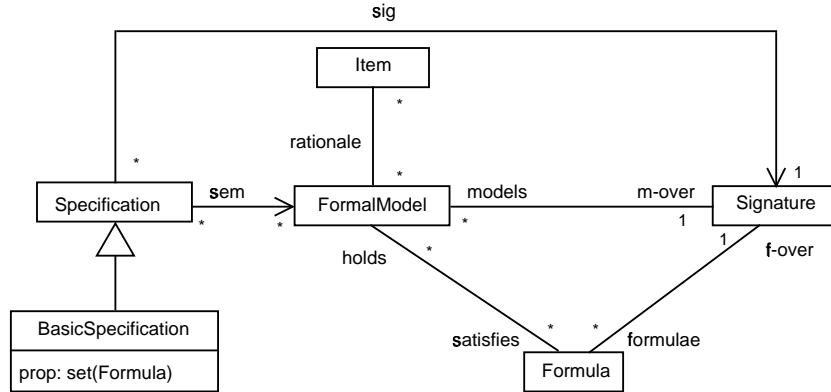 sig
Item
*
rationale
*
*
Specification
sem
*
*
FormalModel
models
*
m-over
1
1
Signature
holds
*
1
f-over
BasicSpecification
prop: set(Formula)
satisfies
*
*
formulae
Formula